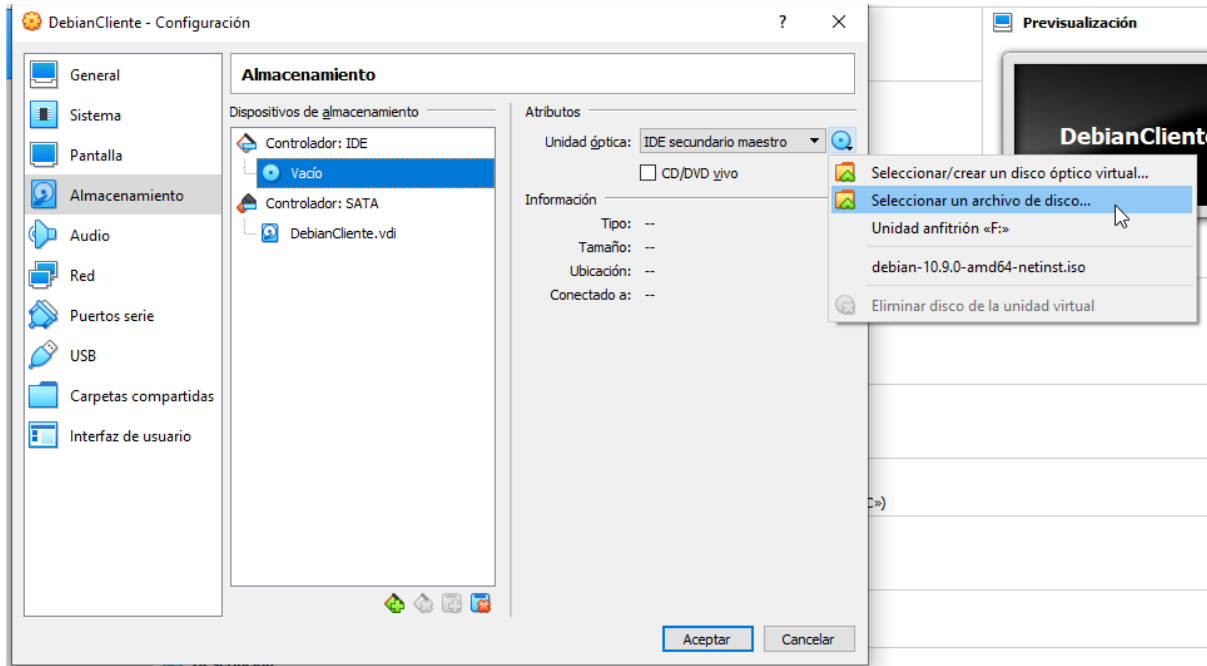 DebianCliente - Configuración
?
Previsualización
DebianCliente
General
Sistema
Pantalla
Almacenamiento
Audio
Red
Puertos serie
USB
Carpetas compartidas
Interfaz de usuario
Almacenamiento
Dispositivos de almacenamiento
Controlador: IDE
Vacío
Controlador: SATA
DebianCliente.vdi
Atributos
Unidad óptica: IDE secundario maestro
CD/DVD vivo
Información
Tipo: --
Tamaño: --
Ubicación: --
Conectado a: --
Seleccionar/crear un disco óptico virtual...
Seleccionar un archivo de disco...
Unidad anfitrión «F:»
debian-10.9.0-amd64-netinst.iso
Eliminar disco de la unidad virtual
»)
Aceptar
Cancelar